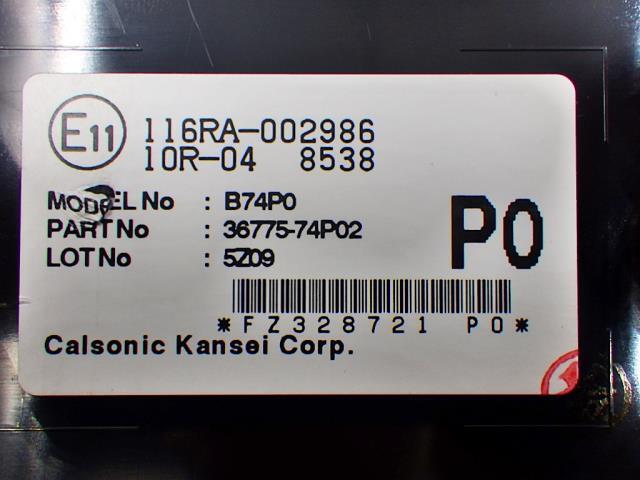 E11
116RA-002986
10R-04 8538
MODEL No : B74P0
PART No : 36775-74P02
LOT No : 5Z09
P0
*FZ328721 P0*
Calsonic Kansei Corp.